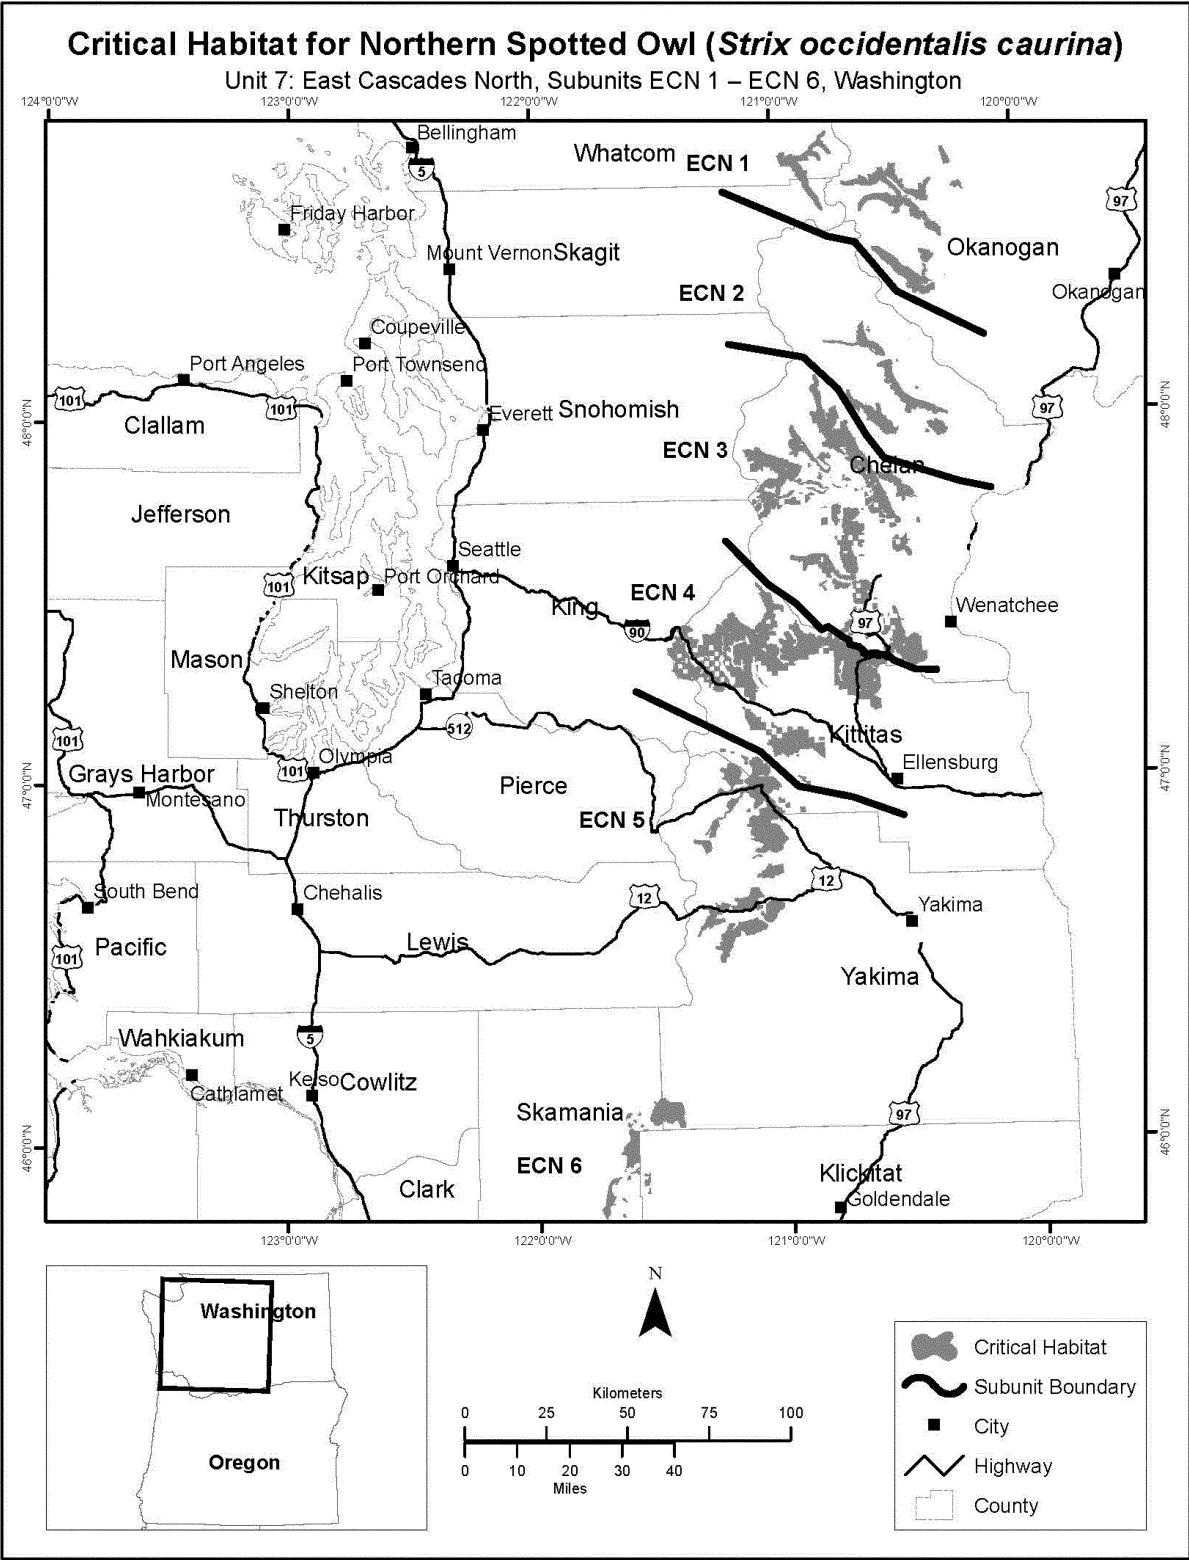 Critical Habitat for Northern Spotted Owl (Strix occidentalis caurina)
Unit 7: East Cascades North, Subunits ECN 1 – ECN 6, Washington
124°0'0"W 123°0'0"W 122°0'0"W 121°0'0"W 120°0'0"W
Bellingham
Whatcom
ECN 1
5
97
Friday Harbor
Okanogan
Mount Vernon
Skagit
Okanogan
ECN 2
Coupeville
Port Angeles
Port Townsend
101
101
97
48°0'0"N
48°0'0"N
Everett
Snohomish
Clallam
ECN 3
Chelan
Jefferson
Seattle
101
Kitsap
Port Orchard
King
ECN 4
90
97
Wenatchee
Mason
Tacoma
Shelton
512
101
Kittitas
Olympia
101
Ellensburg
47°0'0"N
47°0'0"N
Grays Harbor
Montesano
Pierce
Thurston
ECN 5
12
12
South Bend
Chehalis
Yakima
Pacific
101
Lewis
Yakima
Wahkiakum
5
Kelso
Cowlitz
Cathlamet
Skamania
97
46°0'0"N
46°0'0"N
ECN 6
Klickitat
Clark
Goldendale
123°0'0"W 122°0'0"W 121°0'0"W 120°0'0"W
Washington
Oregon
N
Kilometers
0 25 50 75 100
0 10 20 30 40
Miles
Critical Habitat
Subunit Boundary
City
Highway
County